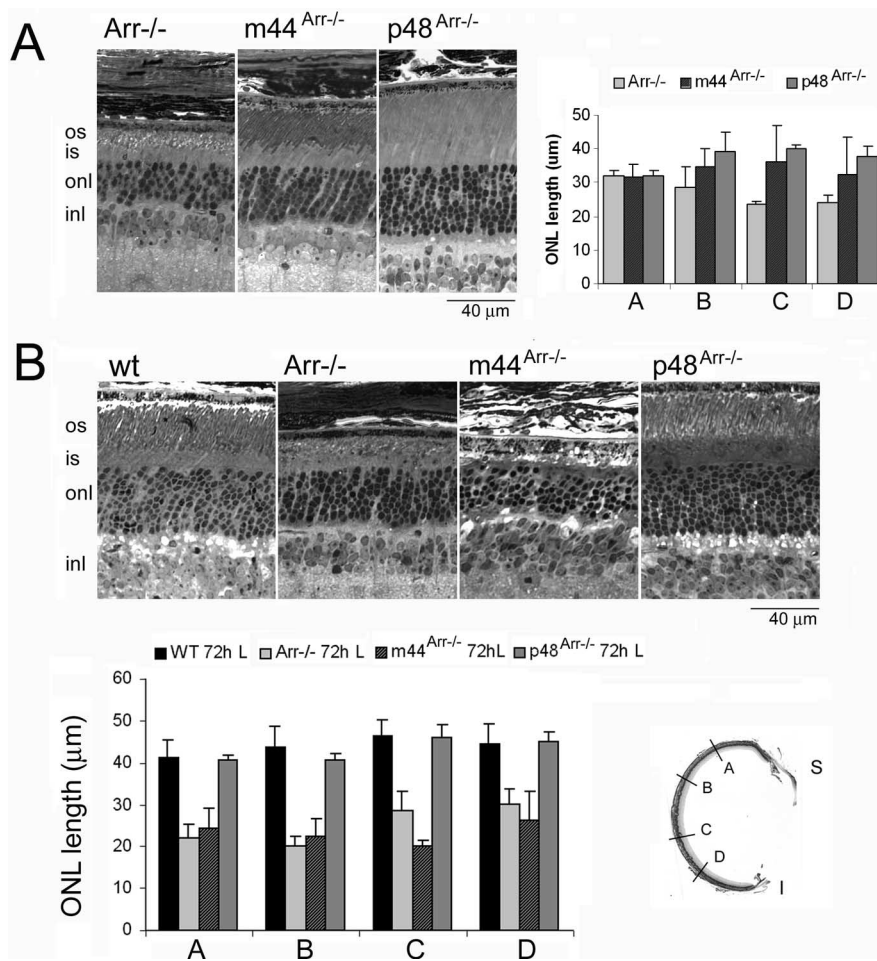 A
Arr-/- m44 Arr-/- p48 Arr-/-
os
is
onl
inl
40 µm
Arr-/- m44 Arr-/- p48 Arr-/-
ONL length (um)
50
40
30
20
10
0
A B C D
B
wt Arr-/- m44 Arr-/- p48 Arr-/-
os
is
onl
inl
40 µm
WT 72h L Arr-/- 72h L m44 Arr-/- 72hL p48 Arr-/- 72h L
ONL length (µm)
60
50
40
30
20
10
0
A B C D
S
A
B
C
D
I